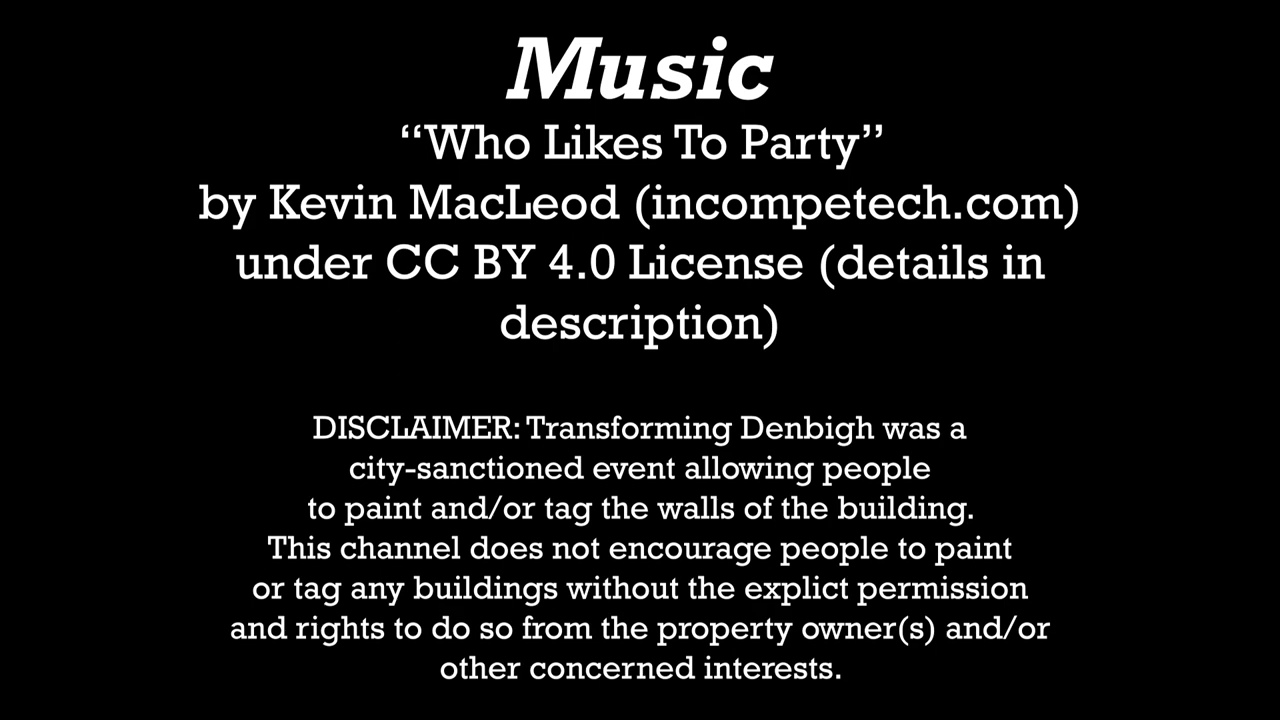 Music
“Who Likes To Party”
by Kevin MacLeod (incompetech.com)
under CC BY 4.0 License (details in
description)
DISCLAIMER: Transforming Denbigh was a
city-sanctioned event allowing people
to paint and/or tag the walls of the building.
This channel does not encourage people to paint
or tag any buildings without the explict permission
and rights to do so from the property owner(s) and/or
other concerned interests.